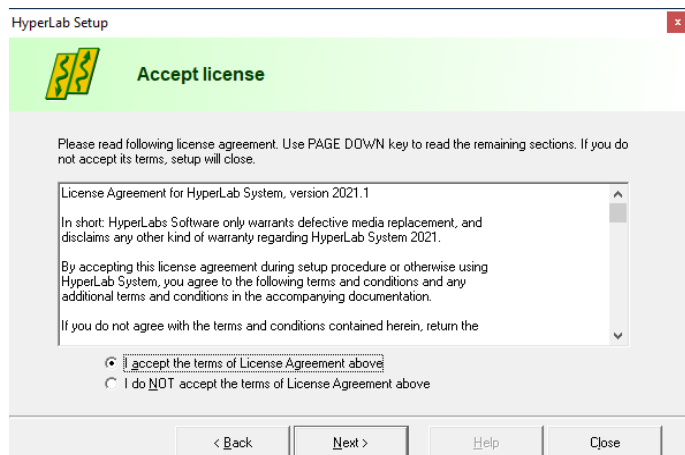 HyperLab Setup
x
Accept license
Please read following license agreement. Use PAGE DOWN key to read the remaining sections. If you do
not accept its terms, setup will close.
License Agreement for HyperLab System, version 2021.1
In short: HyperLabs Software only warrants defective media replacement, and
disclaims any other kind of warranty regarding HyperLab System 2021.
By accepting this license agreement during setup procedure or otherwise using
HyperLab System, you agree to the following terms and conditions and any
additional terms and conditions in the accompanying documentation.
If you do not agree with the terms and conditions contained herein, return the
I accept the terms of License Agreement above
I do NOT accept the terms of License Agreement above
< Back Next > Help Close